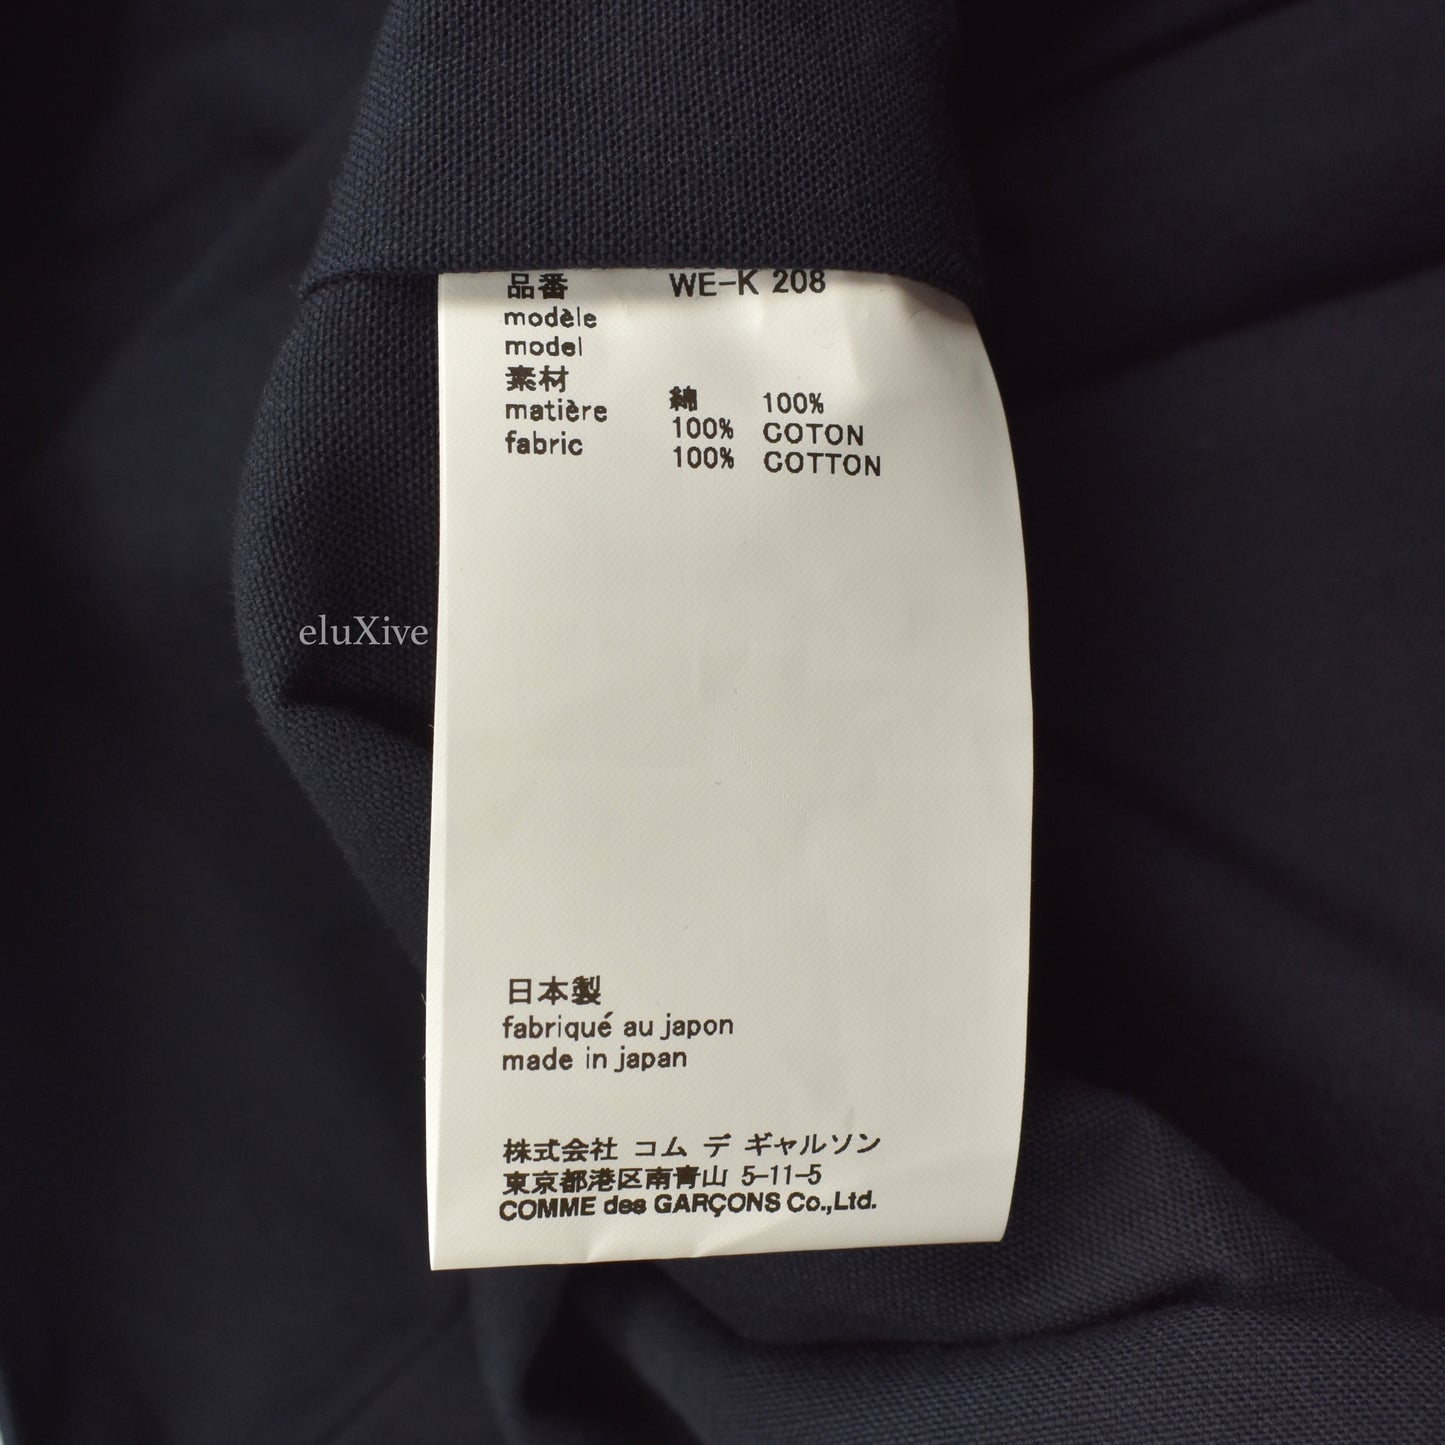 品番 WE-K 208
modèle
model
素材
綿 100%
matière 100% COTON
fabric 100% COTTON
eluXive
日本製
fabriqué au japon
made in japan
株式会社 コム デ ギャルソン
東京都港区南青山 5-11-5
COMME des GARÇONS Co.,Ltd.